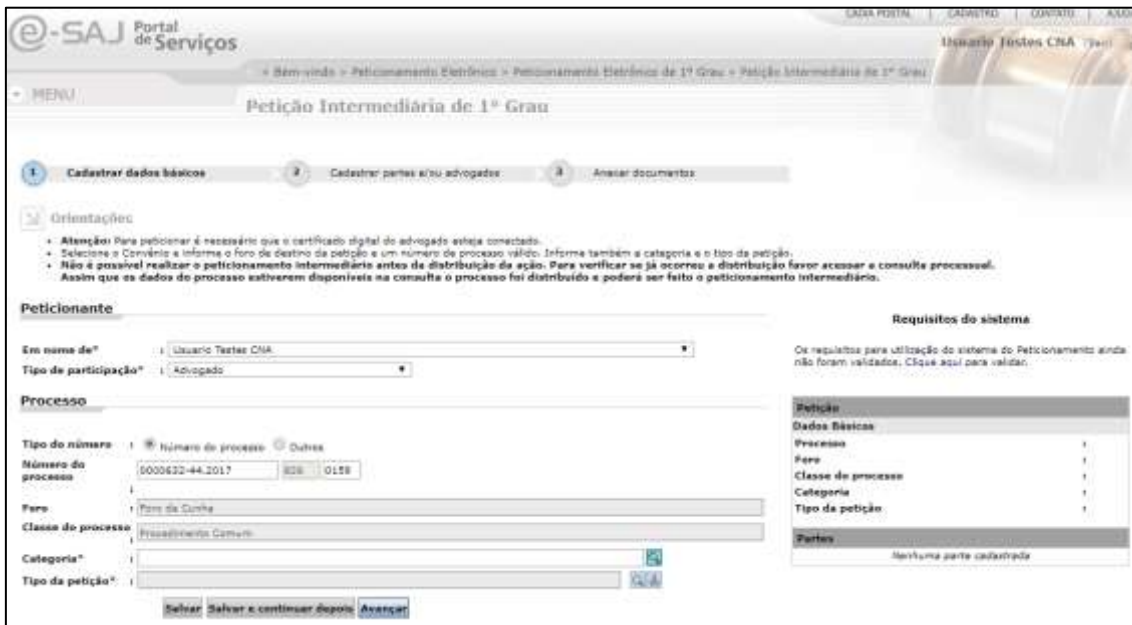 CAIXA POSTAL | CADASTRO | CONTATO | AJUDA
e-SAJ Portal de Serviços
Usuario Testes CNA (Sair)
> Bem-vindo > Peticionamento Eletrônico > Peticionamento Eletrônico de 1º Grau > Petição Intermediária de 1º Grau
MENU
Petição Intermediária de 1º Grau
1 Cadastrar dados básicos 2 Cadastrar partes e/ou advogados 3 Anexar documentos
Orientações
Atenção: Para peticionar é necessário que o certificado digital do advogado esteja conectado.
Selecione o Convênio e informe o foro de destino da petição e um número de processo válido. Informe também a categoria e o tipo da petição.
Não é possível realizar o peticionamento intermediário antes da distribuição da ação. Para verificar se já ocorreu a distribuição favor acessar a consulta processual.
Assim que os dados do processo estiverem disponíveis na consulta o processo foi distribuído e poderá ser feito o peticionamento intermediário.
Peticionante
Em nome de* : Usuario Testes CNA
Tipo de participação* : Advogado
Processo
Tipo do número : Número do processo Outros
Número do processo : 0000632-44.2017 826 0159
Foro : Foro de Cunha
Classe do processo : Procedimento Comum
Categoria* :
Tipo da petição* :
Salvar Salvar e continuar depois Avançar
Requisitos do sistema
Os requisitos para utilização do sistema do Peticionamento ainda
não foram validados. Clique aqui para validar.
Petição
Dados Básicos
Processo :
Foro :
Classe do processo :
Categoria :
Tipo da petição :
Partes
Nenhuma parte cadastrada